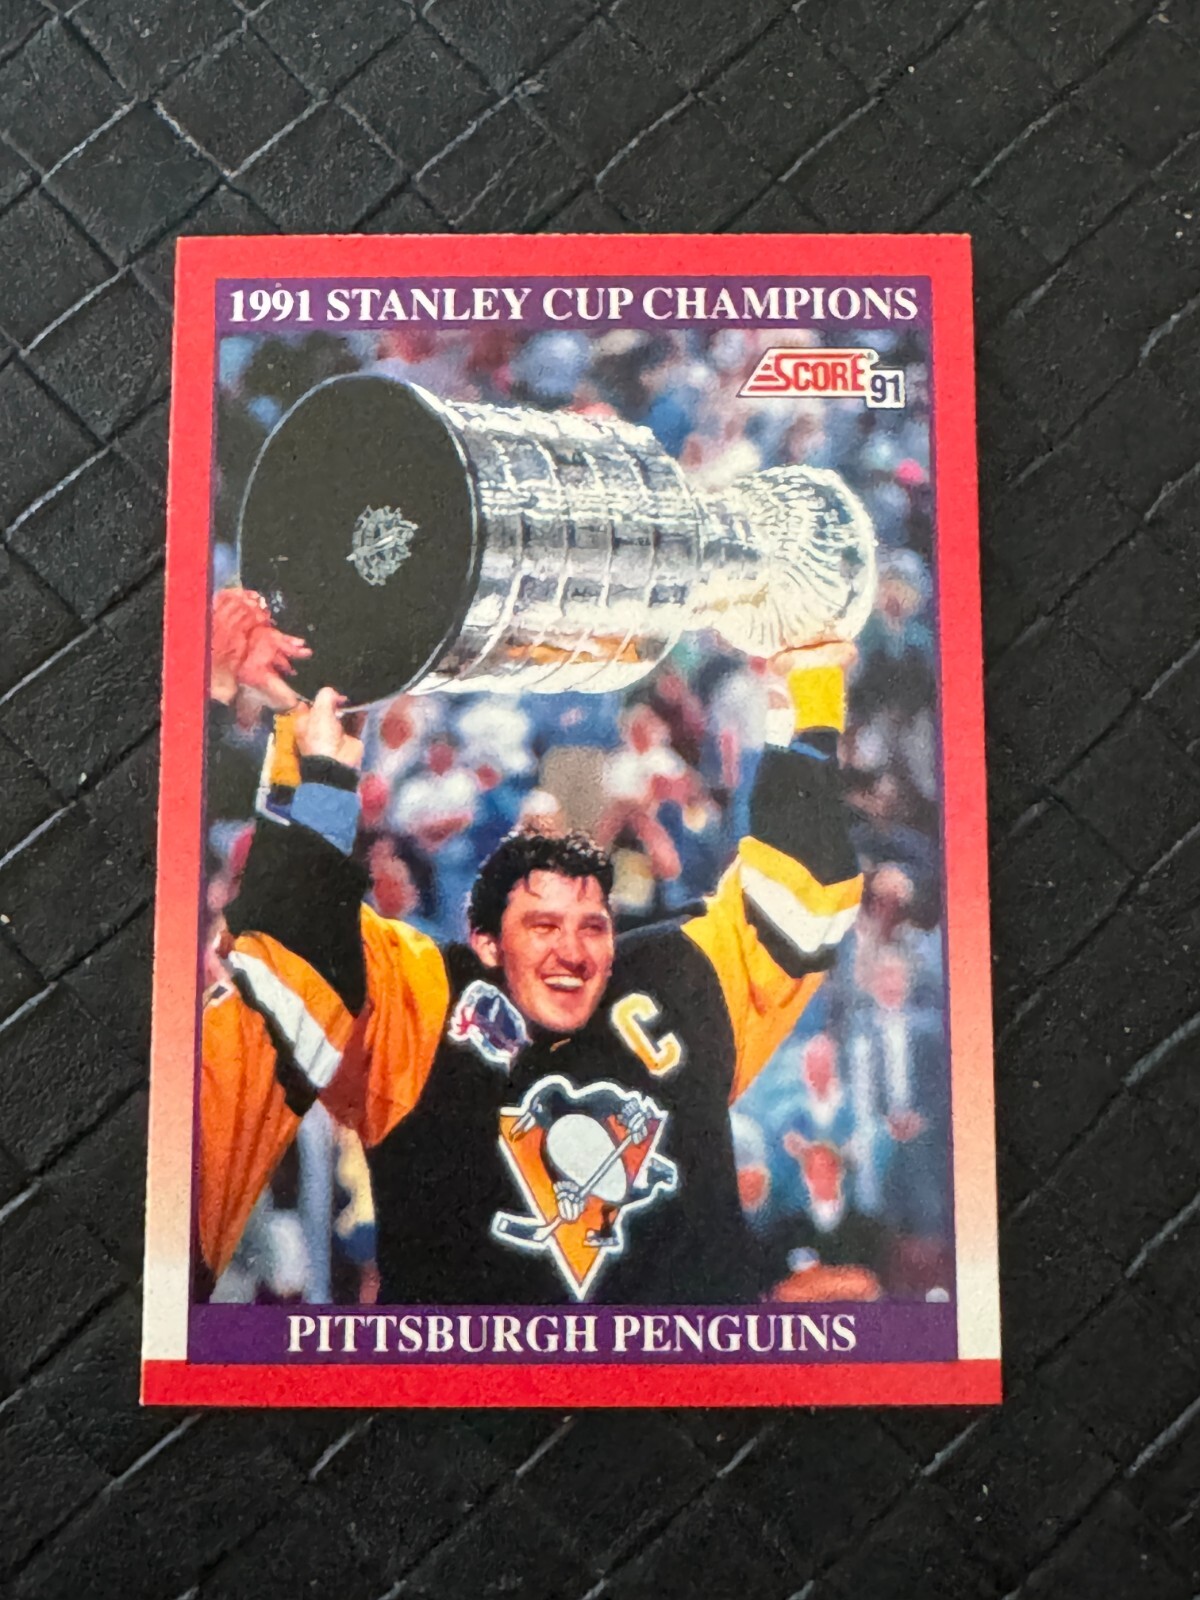 1991 STANLEY CUP CHAMPIONS
SCORE®
91
C
PITTSBURGH PENGUINS